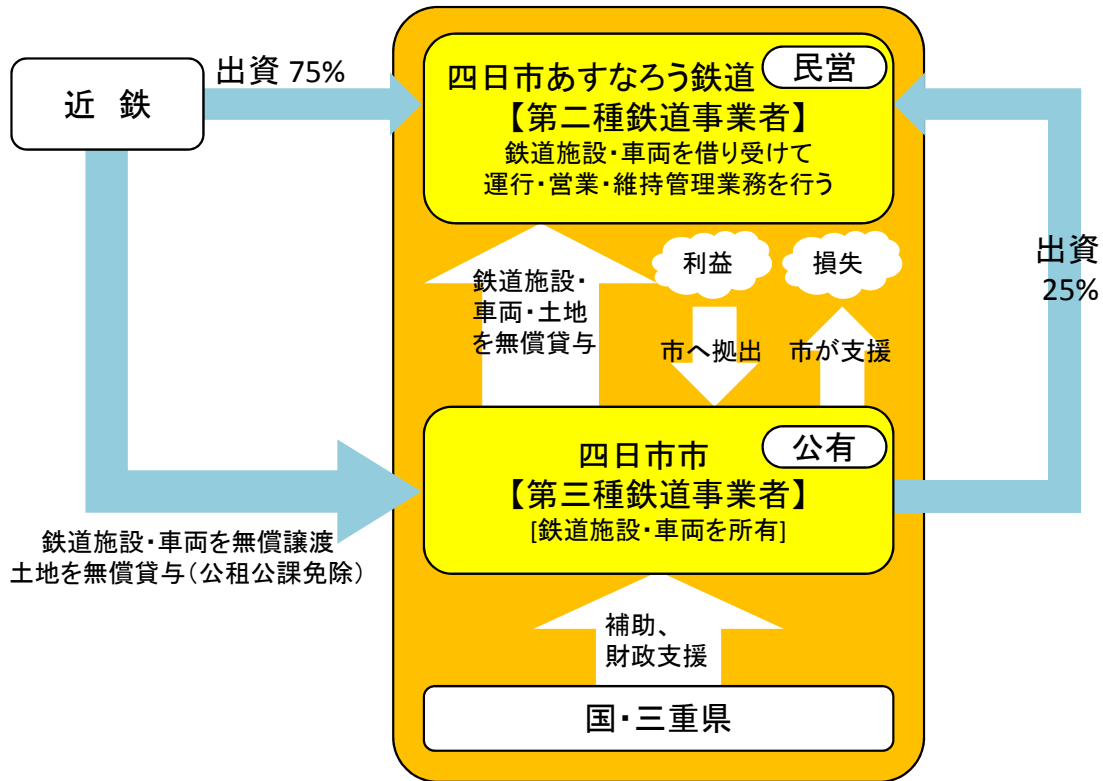 近 鉄
出資 75%
民営
四日市あすなろう鉄道
【第二種鉄道事業者】
鉄道施設・車両を借り受けて
運行・営業・維持管理業務を行う
出資
25%
鉄道施設・
車両・土地
を無償貸与
利益
市へ拠出
損失
市が支援
公有
四日市市
【第三種鉄道事業者】
[鉄道施設・車両を所有]
鉄道施設・車両を無償譲渡
土地を無償貸与（公租公課免除）
補助、
財政支援
国・三重県